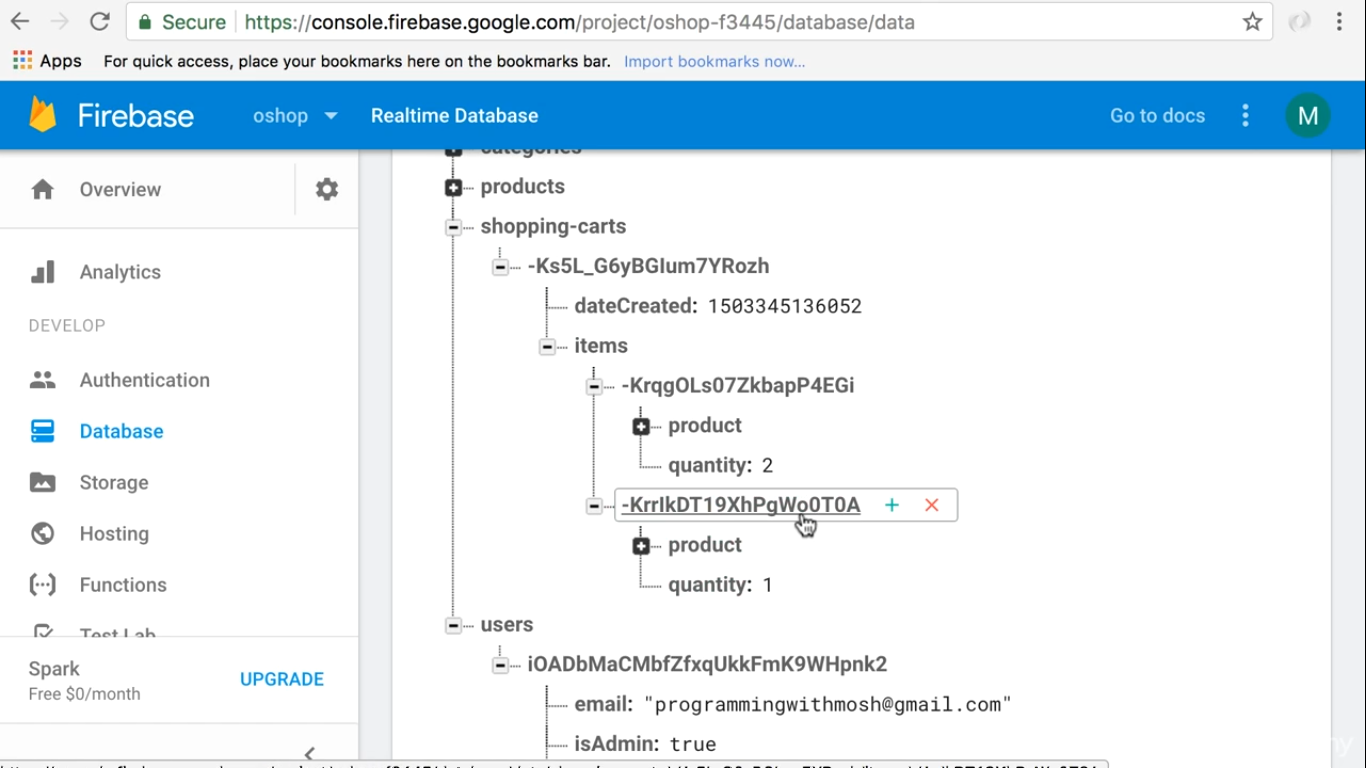 Secure https://console.firebase.google.com/project/oshop-f3445/database/data
Apps For quick access, place your bookmarks here on the bookmarks bar. Import bookmarks now...
Firebase oshop Realtime Database Go to docs M
categories
Overview
products
shopping-carts
-Ks5L_G6yBGIum7YRozh
Analytics
dateCreated: 1503345136052
DEVELOP
items
Authentication
-KrqgOLs07ZkbapP4EGi
Database
product
quantity: 2
Storage
-KrrIkDT19XhPgWo0T0A + ×
Hosting
product
Functions
quantity: 1
Test Lab
users
Spark
Free $0/month
UPGRADE
iOADbMaCMbfZfxqUkkFmK9WHpnk2
email: "programmingwithmosh@gmail.com"
isAdmin: true